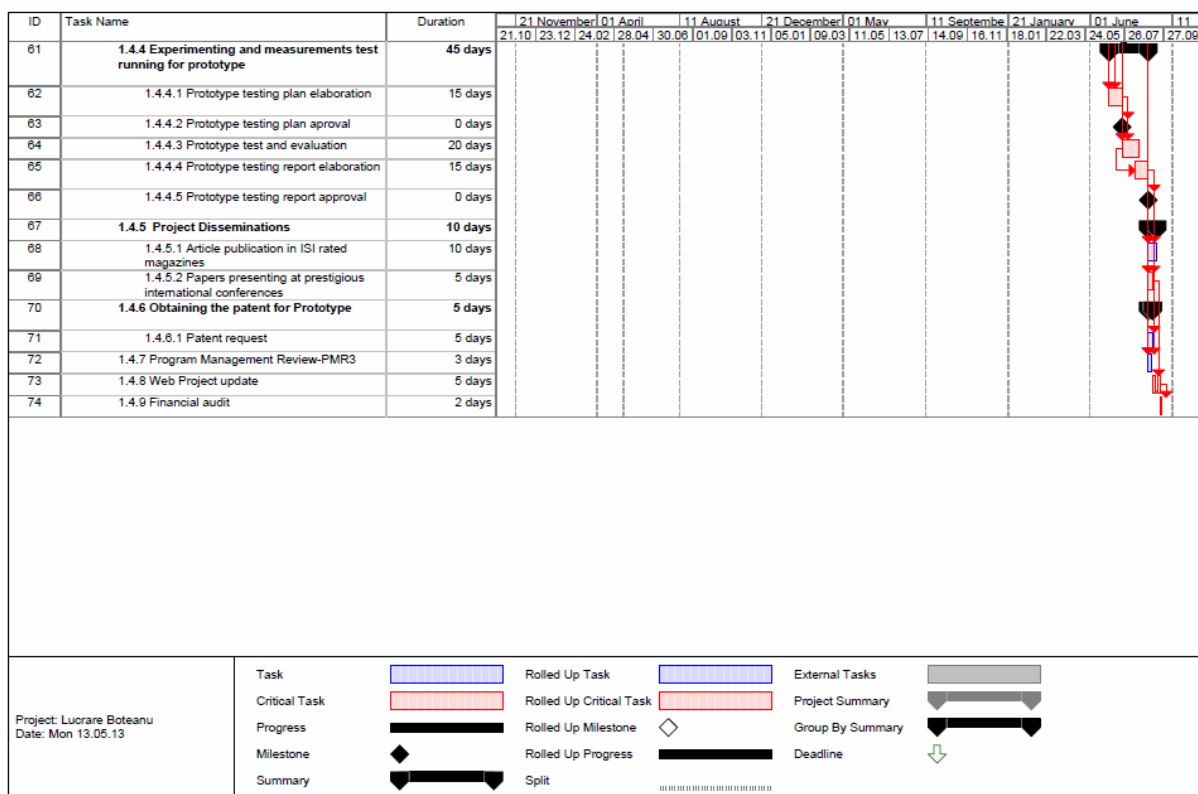 ID Task Name Duration 21 November 01 April 11 August 21 December 01 May 11 Septembe 21 January 01 June 11
21.10 23.12 24.02 28.04 30.06 01.09 03.11 05.01 09.03 11.05 13.07 14.09 16.11 18.01 22.03 24.05 26.07 27.09
61 1.4.4 Experimenting and measurements test 45 days
running for prototype
62 1.4.4.1 Prototype testing plan elaboration 15 days
63 1.4.4.2 Prototype testing plan aproval 0 days
64 1.4.4.3 Prototype test and evaluation 20 days
65 1.4.4.4 Prototype testing report elaboration 15 days
66 1.4.4.5 Prototype testing report approval 0 days
67 1.4.5 Project Disseminations 10 days
68 1.4.5.1 Article publication in ISI rated 10 days
magazines
69 1.4.5.2 Papers presenting at prestigious 5 days
international conferences
70 1.4.6 Obtaining the patent for Prototype 5 days
71 1.4.6.1 Patent request 5 days
72 1.4.7 Program Management Review-PMR3 3 days
73 1.4.8 Web Project update 5 days
74 1.4.9 Financial audit 2 days
Project: Lucrare Boteanu
Date: Mon 13.05.13
Task Rolled Up Task External Tasks
Critical Task Rolled Up Critical Task Project Summary
Progress Rolled Up Milestone Group By Summary
Milestone Rolled Up Progress Deadline
Summary Split